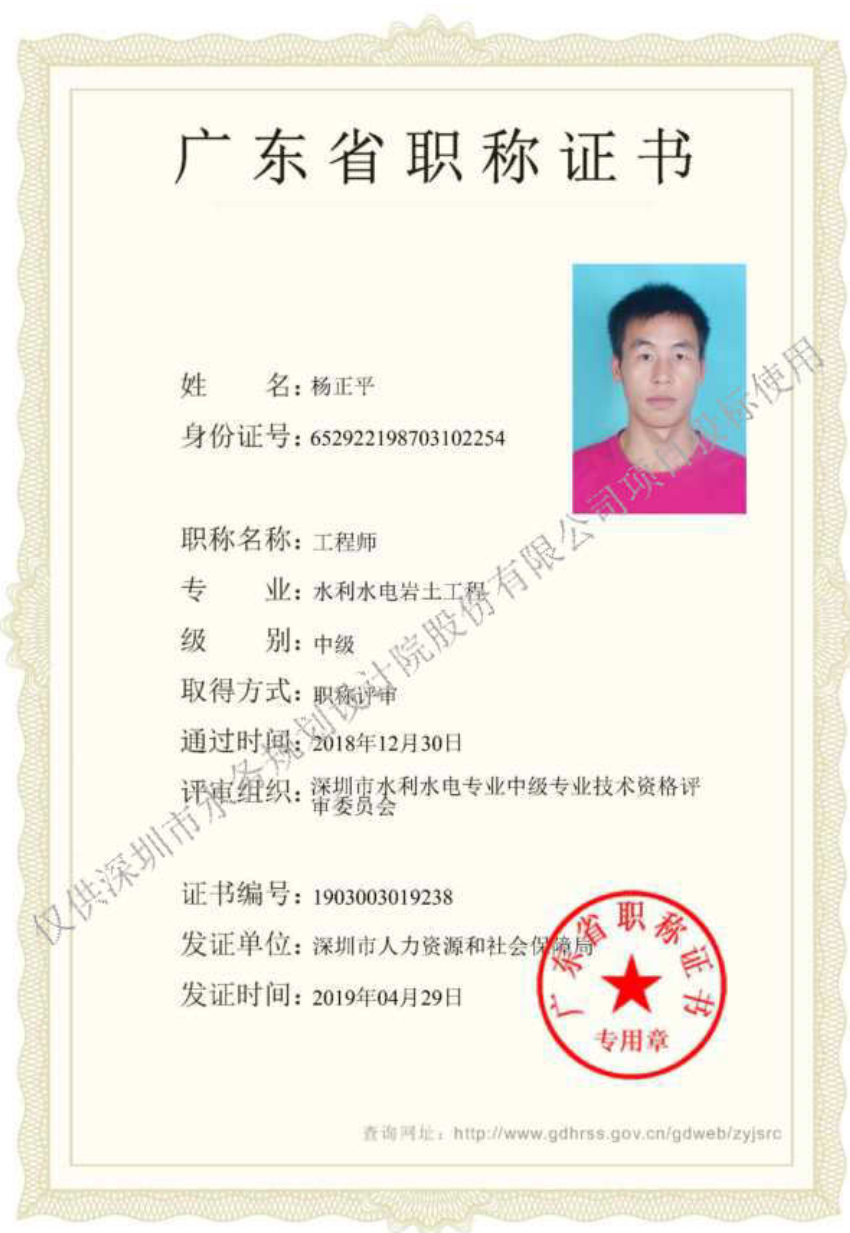 广东省职称证书
姓　　名：杨正平
身份证号：652922198703102254
职称名称：工程师
专　　业：水利水电岩土工程
级　　别：中级
取得方式：职称评审
通过时间：2018年12月30日
评审组织：深圳市水利水电专业中级专业技术资格评
审委员会
证书编号：1903003019238
发证单位：深圳市人力资源和社会保障局
发证时间：2019年04月29日
广东省职称证书
专用章
查询网址：http://www.gdhrss.gov.cn/gdweb/zyjsrc
仅供深圳市水务规划设计院股份有限公司项目投标使用